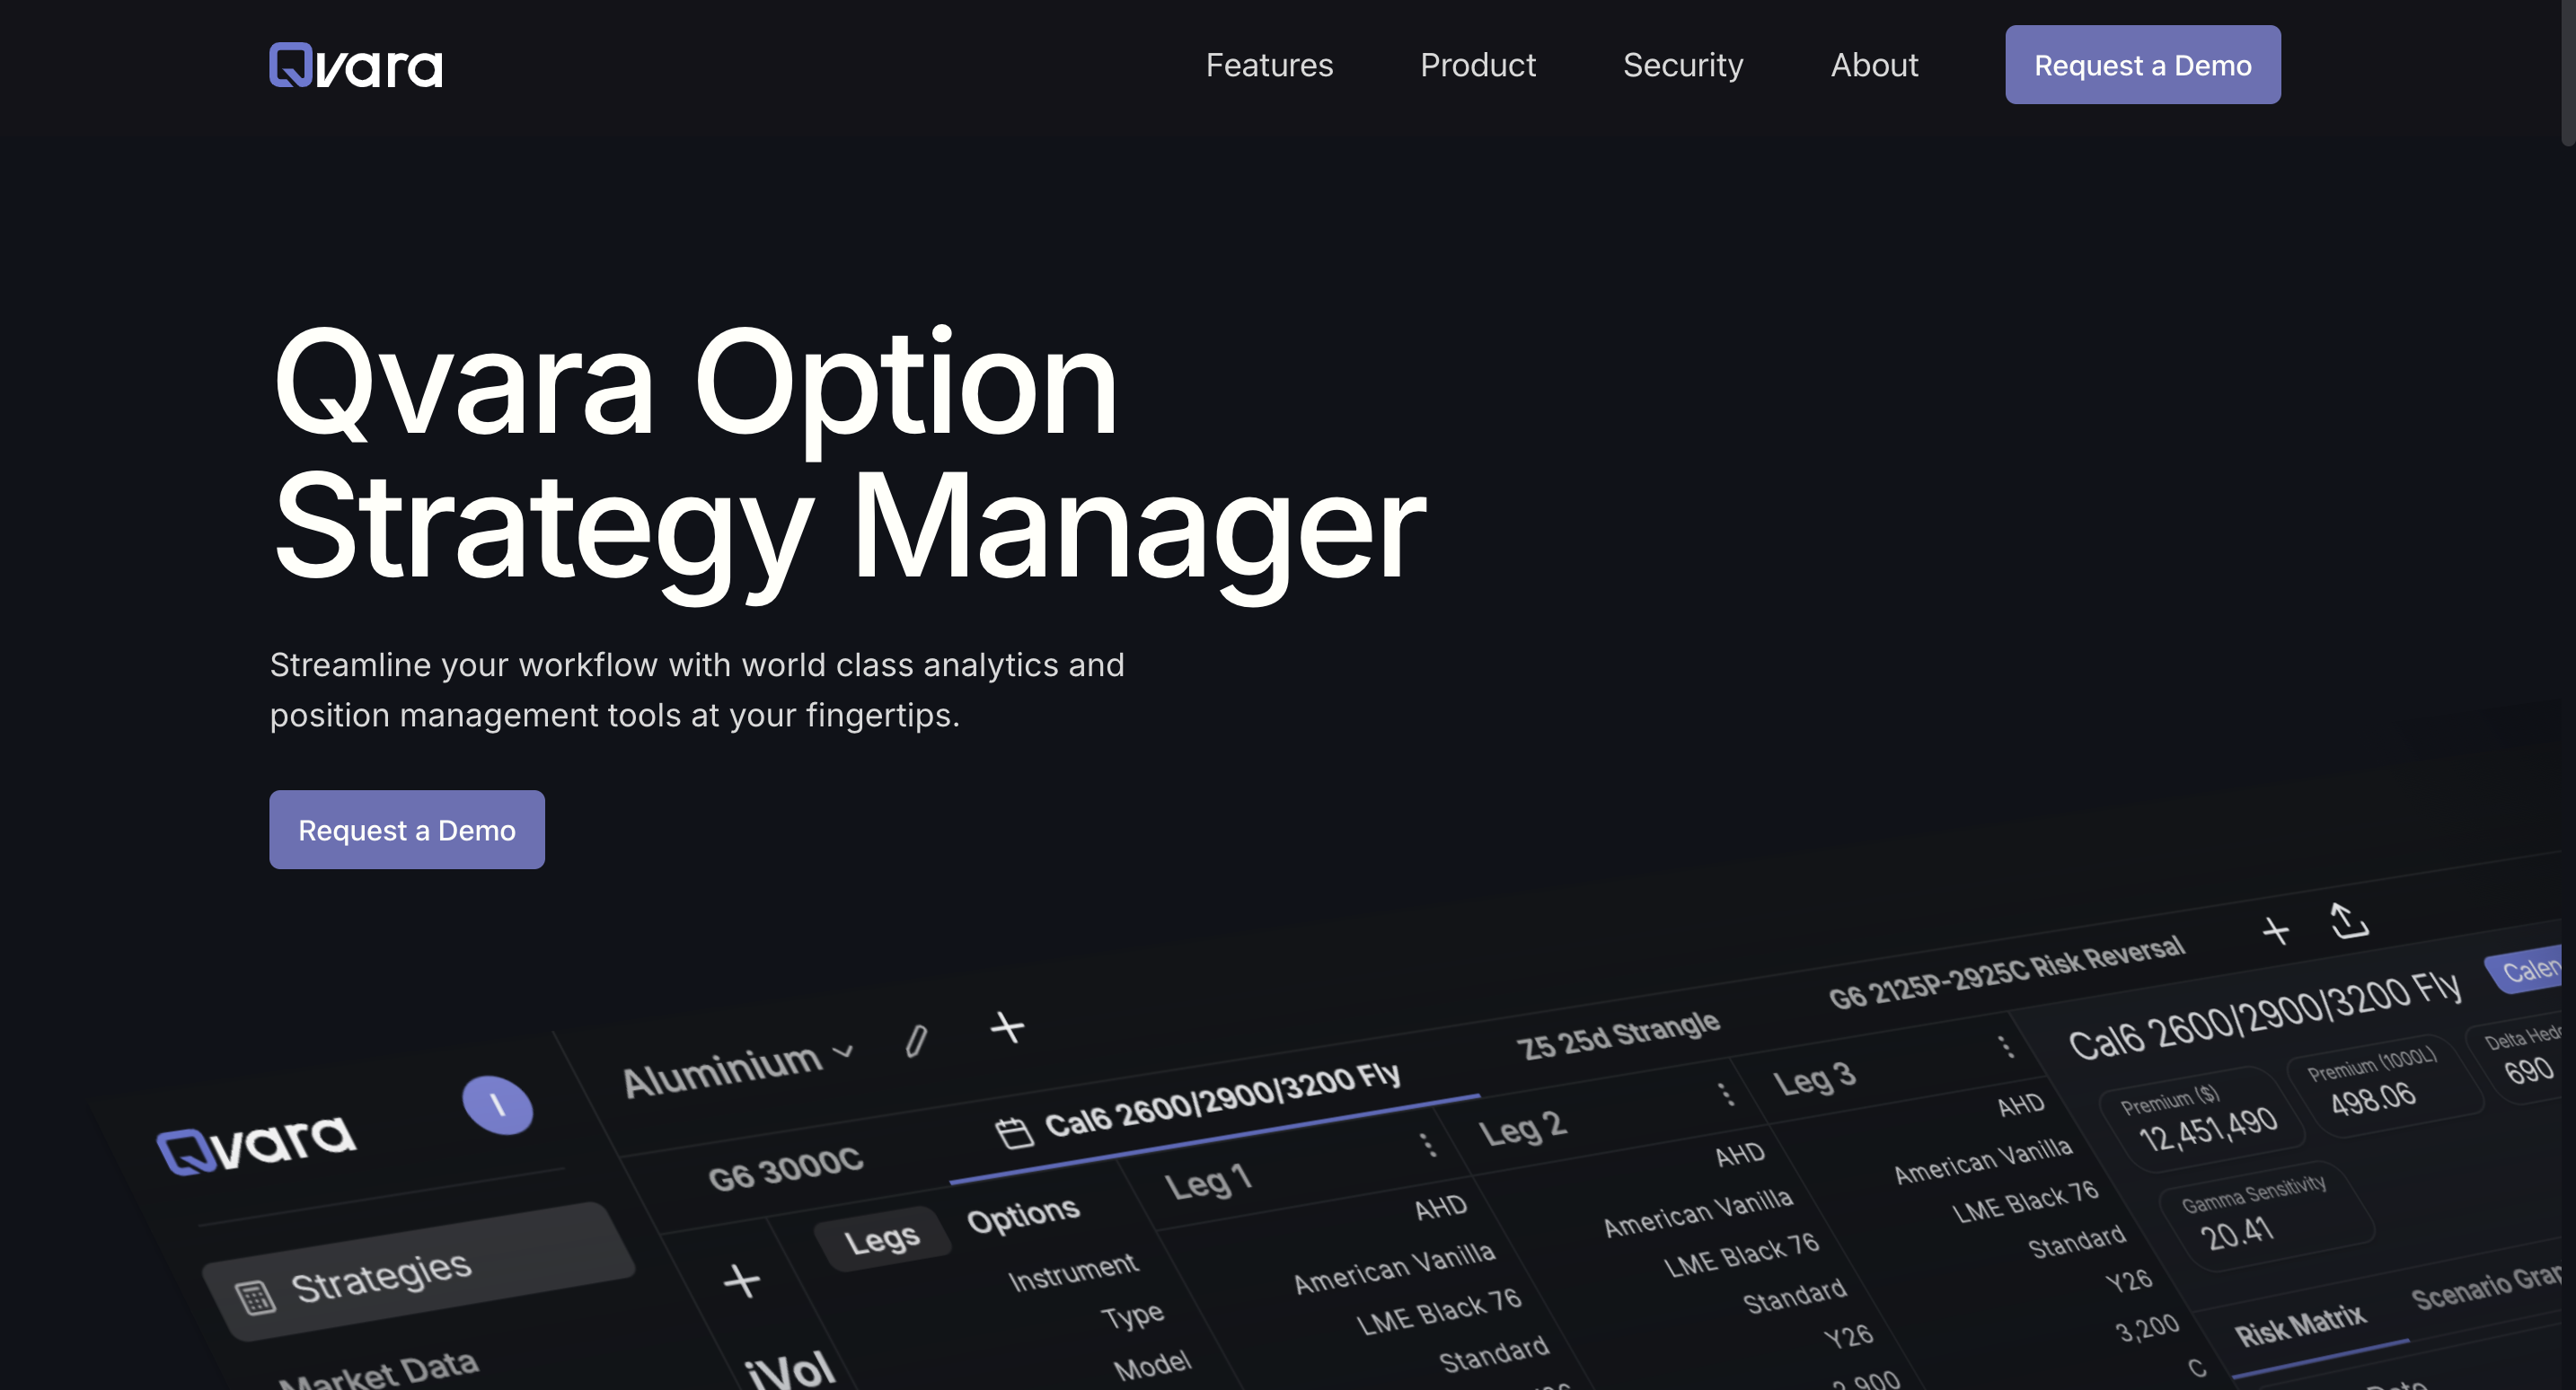 Qvara
Features
Product
Security
About
Request a Demo
Qvara Option
Strategy Manager
Streamline your workflow with world class analytics and
position management tools at your fingertips.
Request a Demo
Qvara
I
Strategies
Market Data
Aluminium
G6 3000C
Cal6 2600/2900/3200 Fly
Z5 25d Strangle
G6 2125P-2925C Risk Reversal
Legs
Options
iVol
Instrument
Type
Model
Leg 1
AHD
American Vanilla
LME Black 76
Standard
Leg 2
AHD
American Vanilla
LME Black 76
Standard
Y26
2,900
Leg 3
AHD
American Vanilla
LME Black 76
Standard
Y26
3,200
C
Cal6 2600/2900/3200 Fly
Calen
Premium ($)
12,451,490
Premium (1000L)
498.06
Delta Hedg
690
Gamma Sensitivity
20.41
Risk Matrix
Scenario Grap